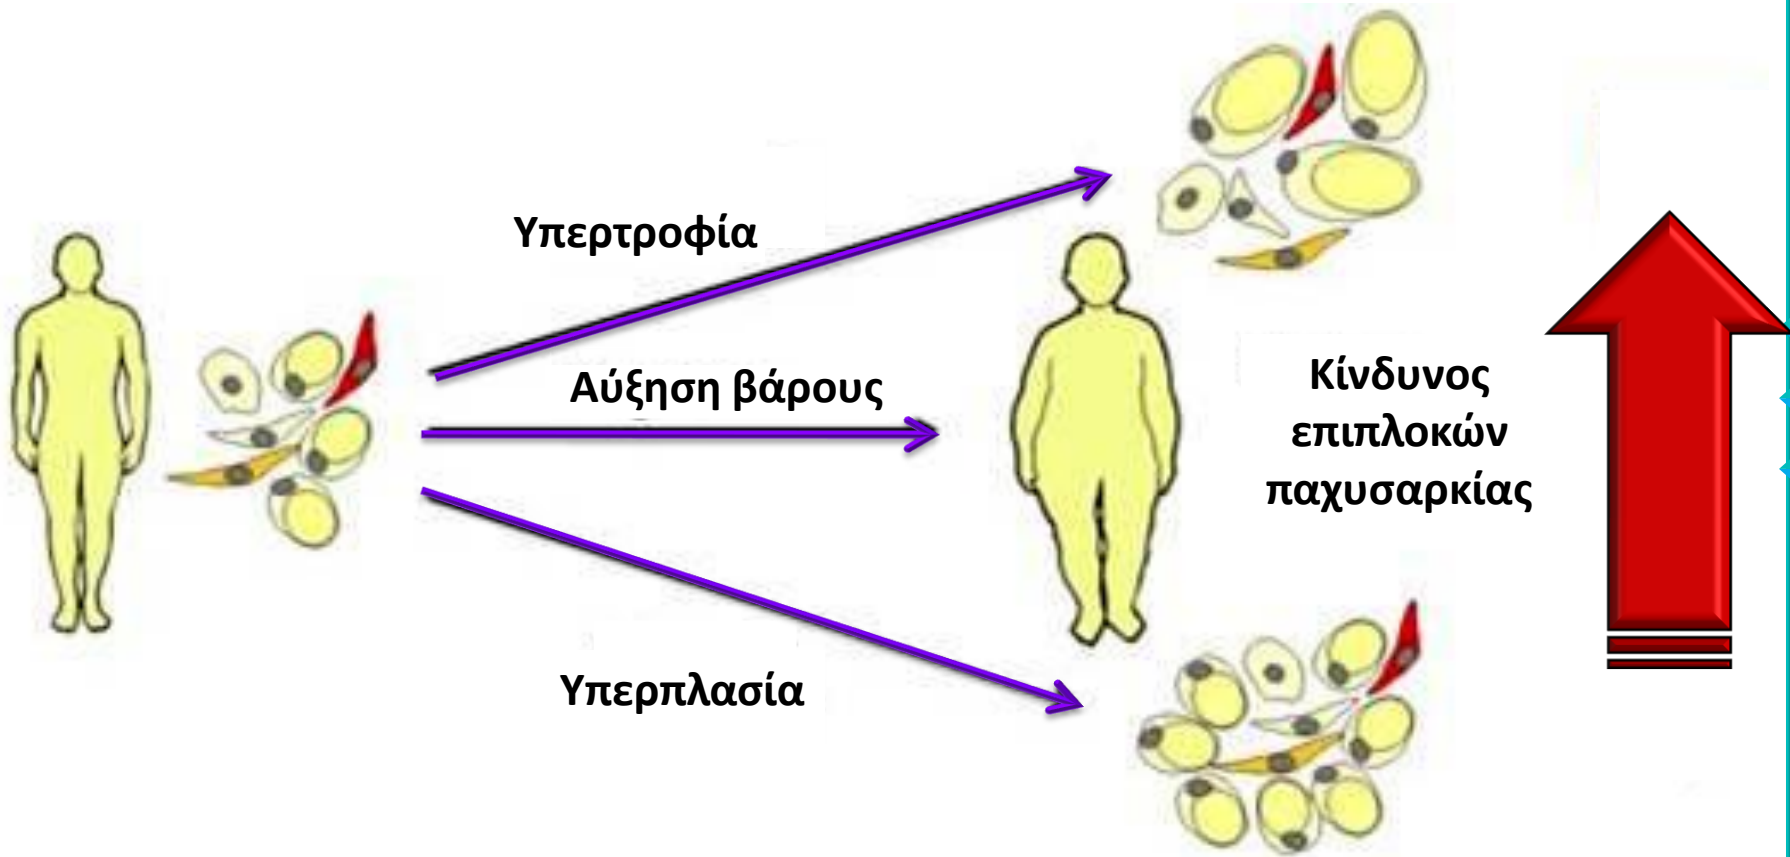 Υπερτροφία
Αύξηση βάρους
Κίνδυνος
επιπλοκών
παχυσαρκίας
Υπερπλασία